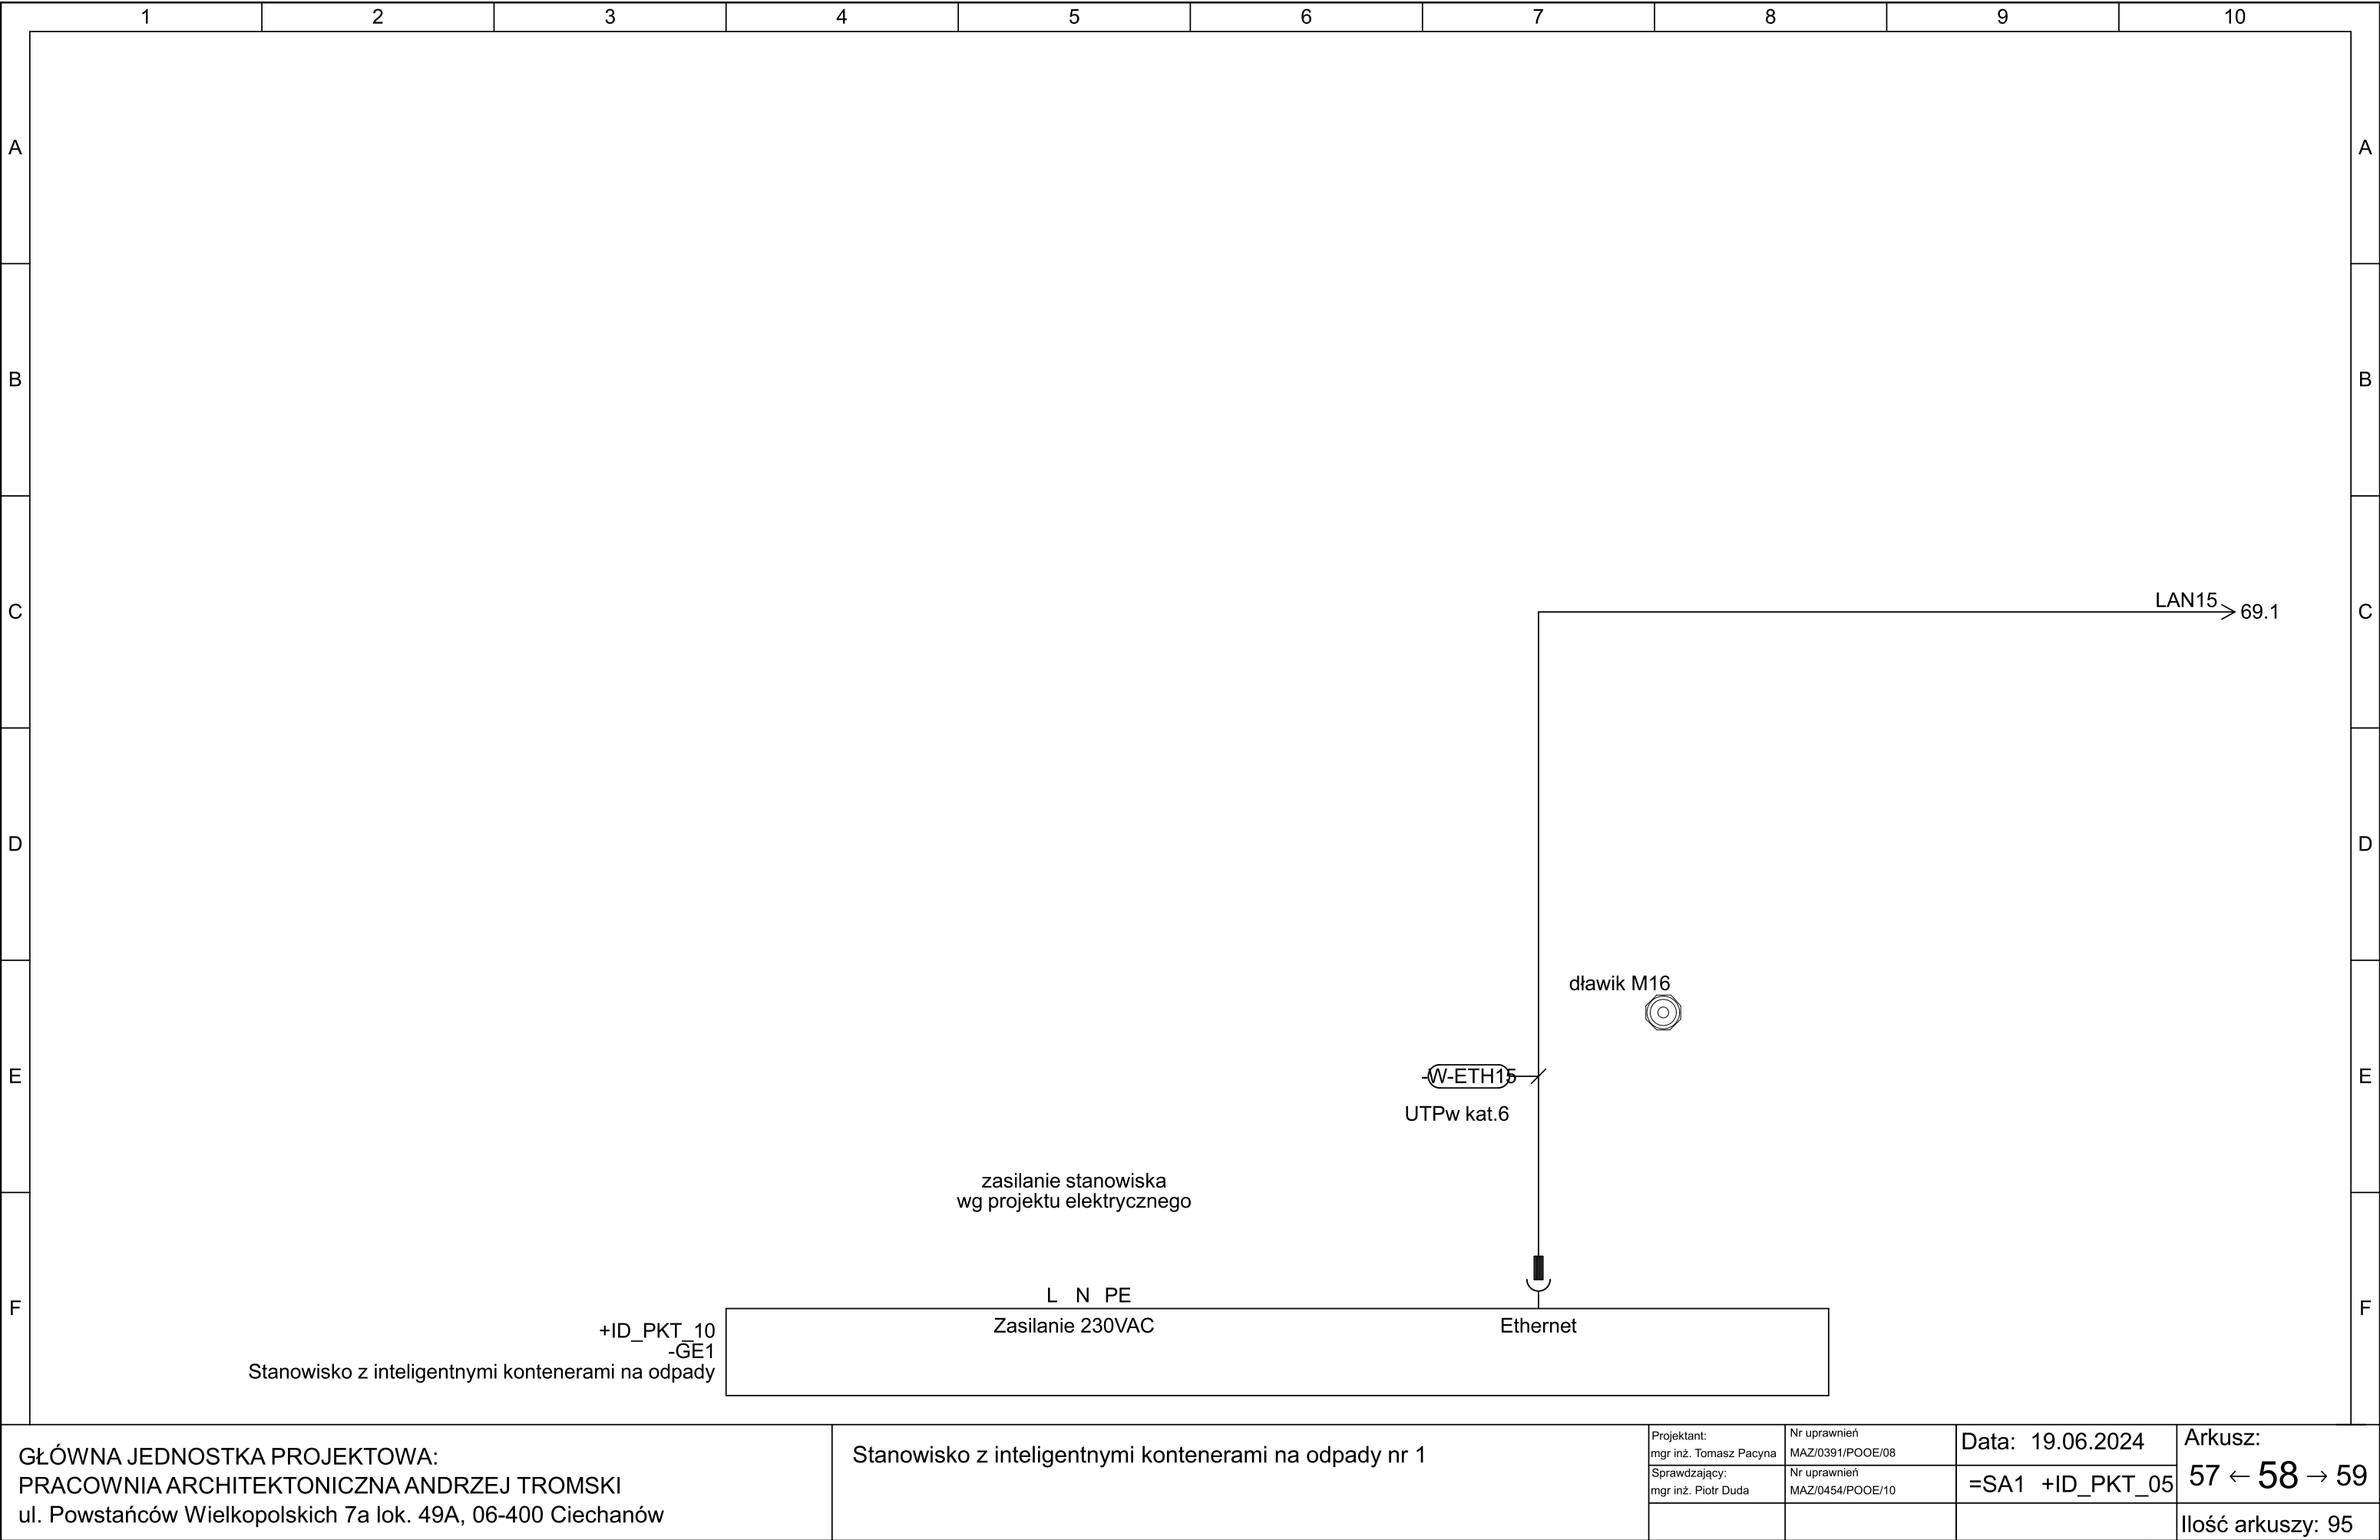 1 2 3 4 5 6 7 8 9 10
A A
B B
C C
LAN15
69.1
D D
dławik M16
E E
-W-ETH15
UTPw kat.6
zasilanie stanowiska
wg projektu elektrycznego
L N PE
F F
Zasilanie 230VAC Ethernet
+ID_PKT_10
-GE1
Stanowisko z inteligentnymi kontenerami na odpady
GŁÓWNA JEDNOSTKA PROJEKTOWA:
PRACOWNIA ARCHITEKTONICZNA ANDRZEJ TROMSKI
ul. Powstańców Wielkopolskich 7a lok. 49A, 06-400 Ciechanów
Stanowisko z inteligentnymi kontenerami na odpady nr 1
Projektant:
mgr inż. Tomasz Pacyna
Nr uprawnień
MAZ/0391/POOE/08
Sprawdzający:
mgr inż. Piotr Duda
Nr uprawnień
MAZ/0454/POOE/10
Data: 19.06.2024
=SA1 +ID_PKT_05
Arkusz:
57 ← 58 → 59
Ilość arkuszy: 95